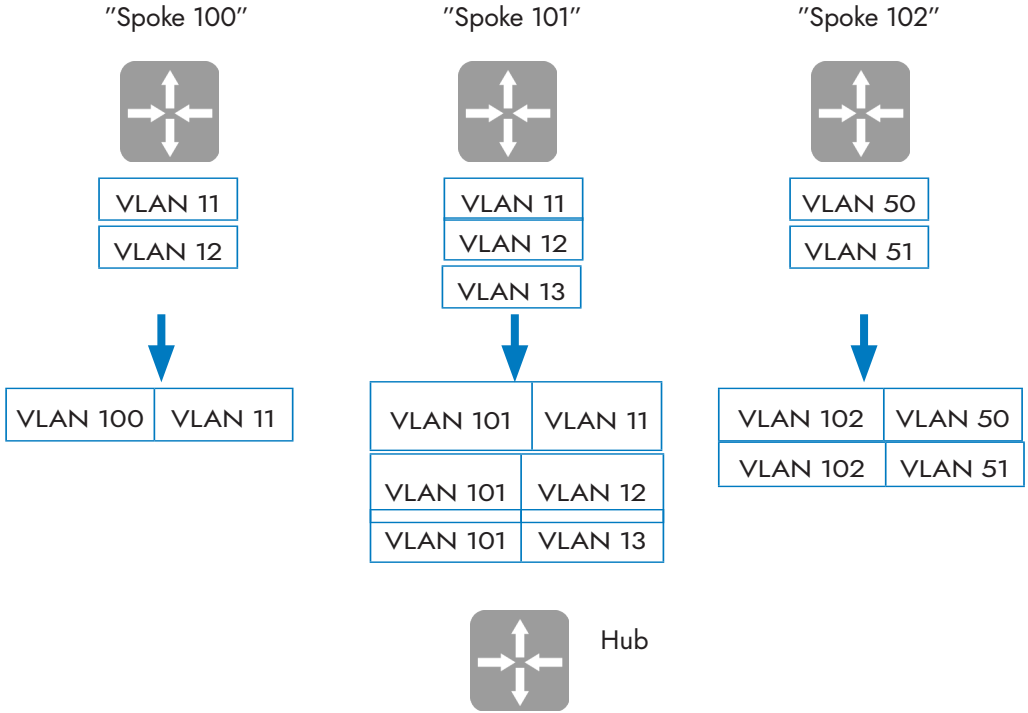 ”Spoke 100” ”Spoke 101” ”Spoke 102”
VLAN 11 VLAN 11 VLAN 50
VLAN 12 VLAN 12 VLAN 51
VLAN 13
VLAN 100 VLAN 11 VLAN 101 VLAN 11 VLAN 102 VLAN 50
VLAN 102 VLAN 51
VLAN 101 VLAN 12
VLAN 101 VLAN 13
Hub